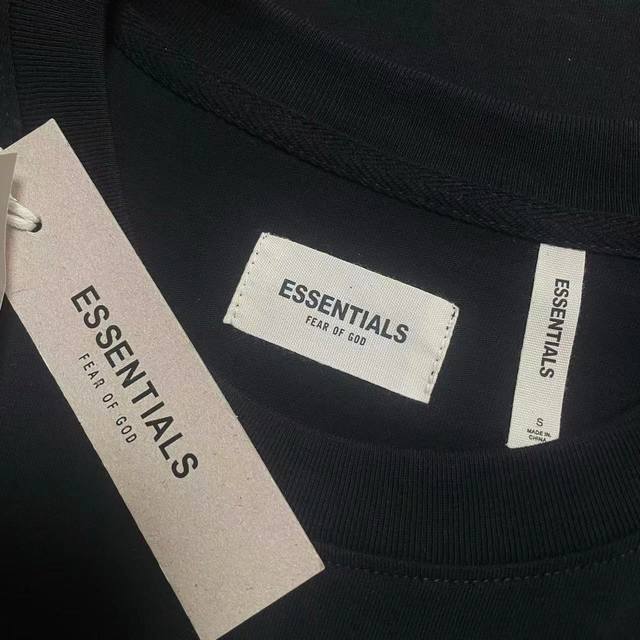 ESSENTIALS
FEAR OF GOD
ESSENTIALS
FEAR OF GOD
ESSENTIALS
S
MADE IN
CHINA